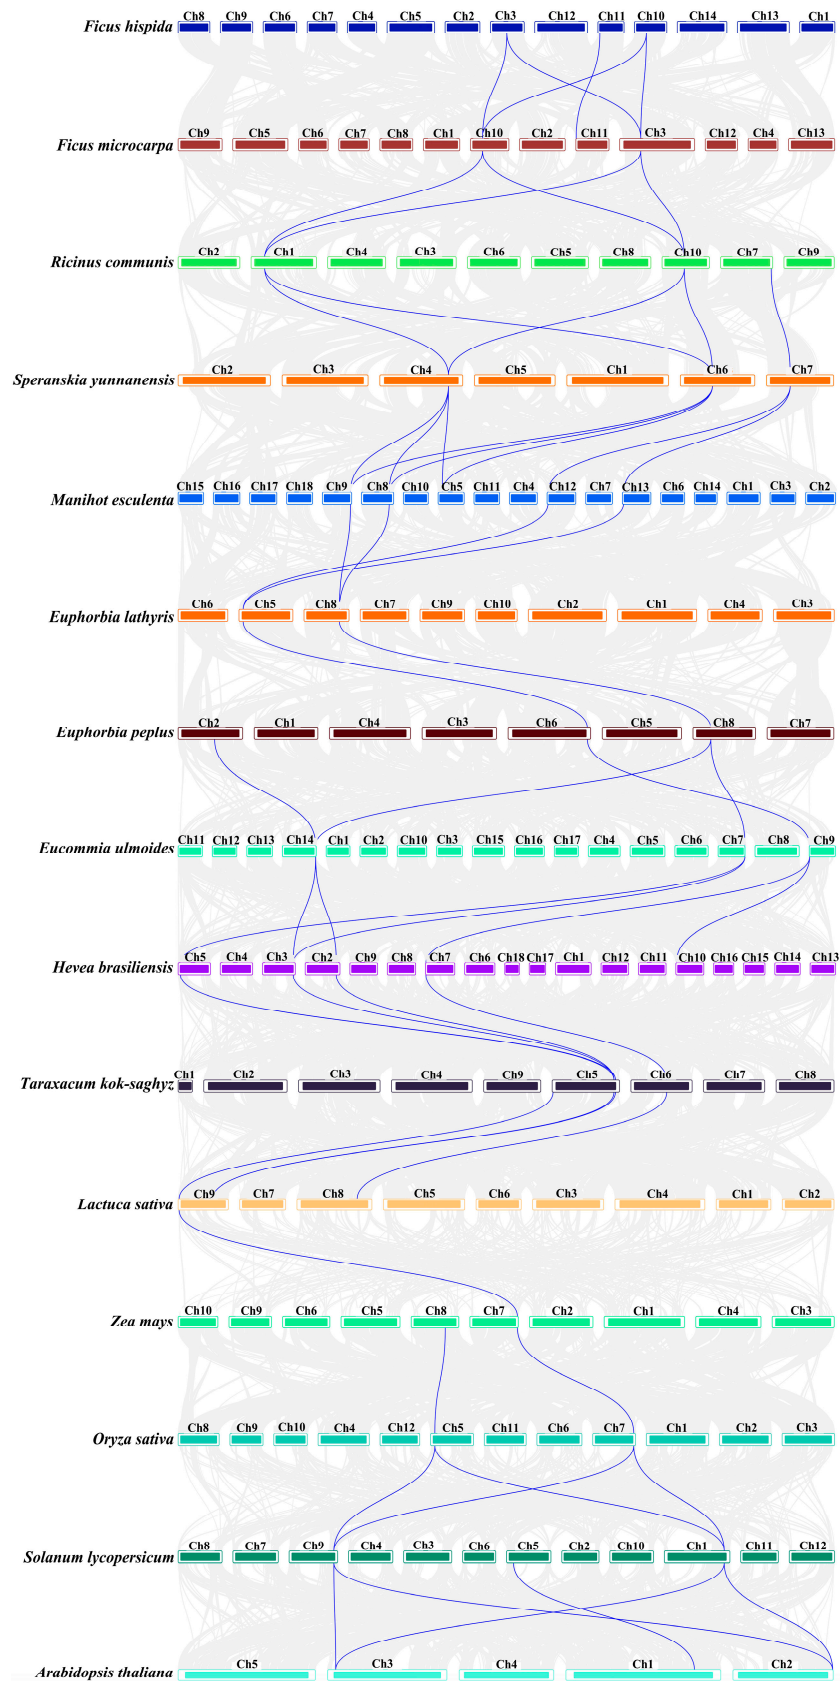 Ficus hispida Ch8 Ch9 Ch6 Ch7 Ch4 Ch5 Ch2 Ch3 Ch12 Ch11 Ch10 Ch14 Ch13 Ch1
Ficus microcarpa Ch9 Ch5 Ch6 Ch7 Ch8 Ch1 Ch10 Ch2 Ch11 Ch3 Ch12 Ch4 Ch13
Ricinus communis Ch2 Ch1 Ch4 Ch3 Ch6 Ch5 Ch8 Ch10 Ch7 Ch9
Speranskia yunnanensis Ch2 Ch3 Ch4 Ch5 Ch1 Ch6 Ch7
Manihot esculenta Ch15 Ch16 Ch17 Ch18 Ch9 Ch8 Ch10 Ch5 Ch11 Ch4 Ch12 Ch7 Ch13 Ch6 Ch14 Ch1 Ch3 Ch2
Euphorbia lathyris Ch6 Ch5 Ch8 Ch7 Ch9 Ch10 Ch2 Ch1 Ch4 Ch3
Euphorbia peplus Ch2 Ch1 Ch4 Ch3 Ch6 Ch5 Ch8 Ch7
Eucommia ulmoides Ch11 Ch12 Ch13 Ch14 Ch1 Ch2 Ch10 Ch3 Ch15 Ch16 Ch17 Ch4 Ch5 Ch6 Ch7 Ch8 Ch9
Hevea brasiliensis Ch5 Ch4 Ch3 Ch2 Ch9 Ch8 Ch7 Ch6 Ch18 Ch17 Ch1 Ch12 Ch11 Ch10 Ch16 Ch15 Ch14 Ch13
Taraxacum kok-saghyz Ch1 Ch2 Ch3 Ch4 Ch9 Ch5 Ch6 Ch7 Ch8
Lactuca sativa Ch9 Ch7 Ch8 Ch5 Ch6 Ch3 Ch4 Ch1 Ch2
Zea mays Ch10 Ch9 Ch6 Ch5 Ch8 Ch7 Ch2 Ch1 Ch4 Ch3
Oryza sativa Ch8 Ch9 Ch10 Ch4 Ch12 Ch5 Ch11 Ch6 Ch7 Ch1 Ch2 Ch3
Solanum lycopersicum Ch8 Ch7 Ch9 Ch4 Ch3 Ch6 Ch5 Ch2 Ch10 Ch1 Ch11 Ch12
Arabidopsis thaliana Ch5 Ch3 Ch4 Ch1 Ch2